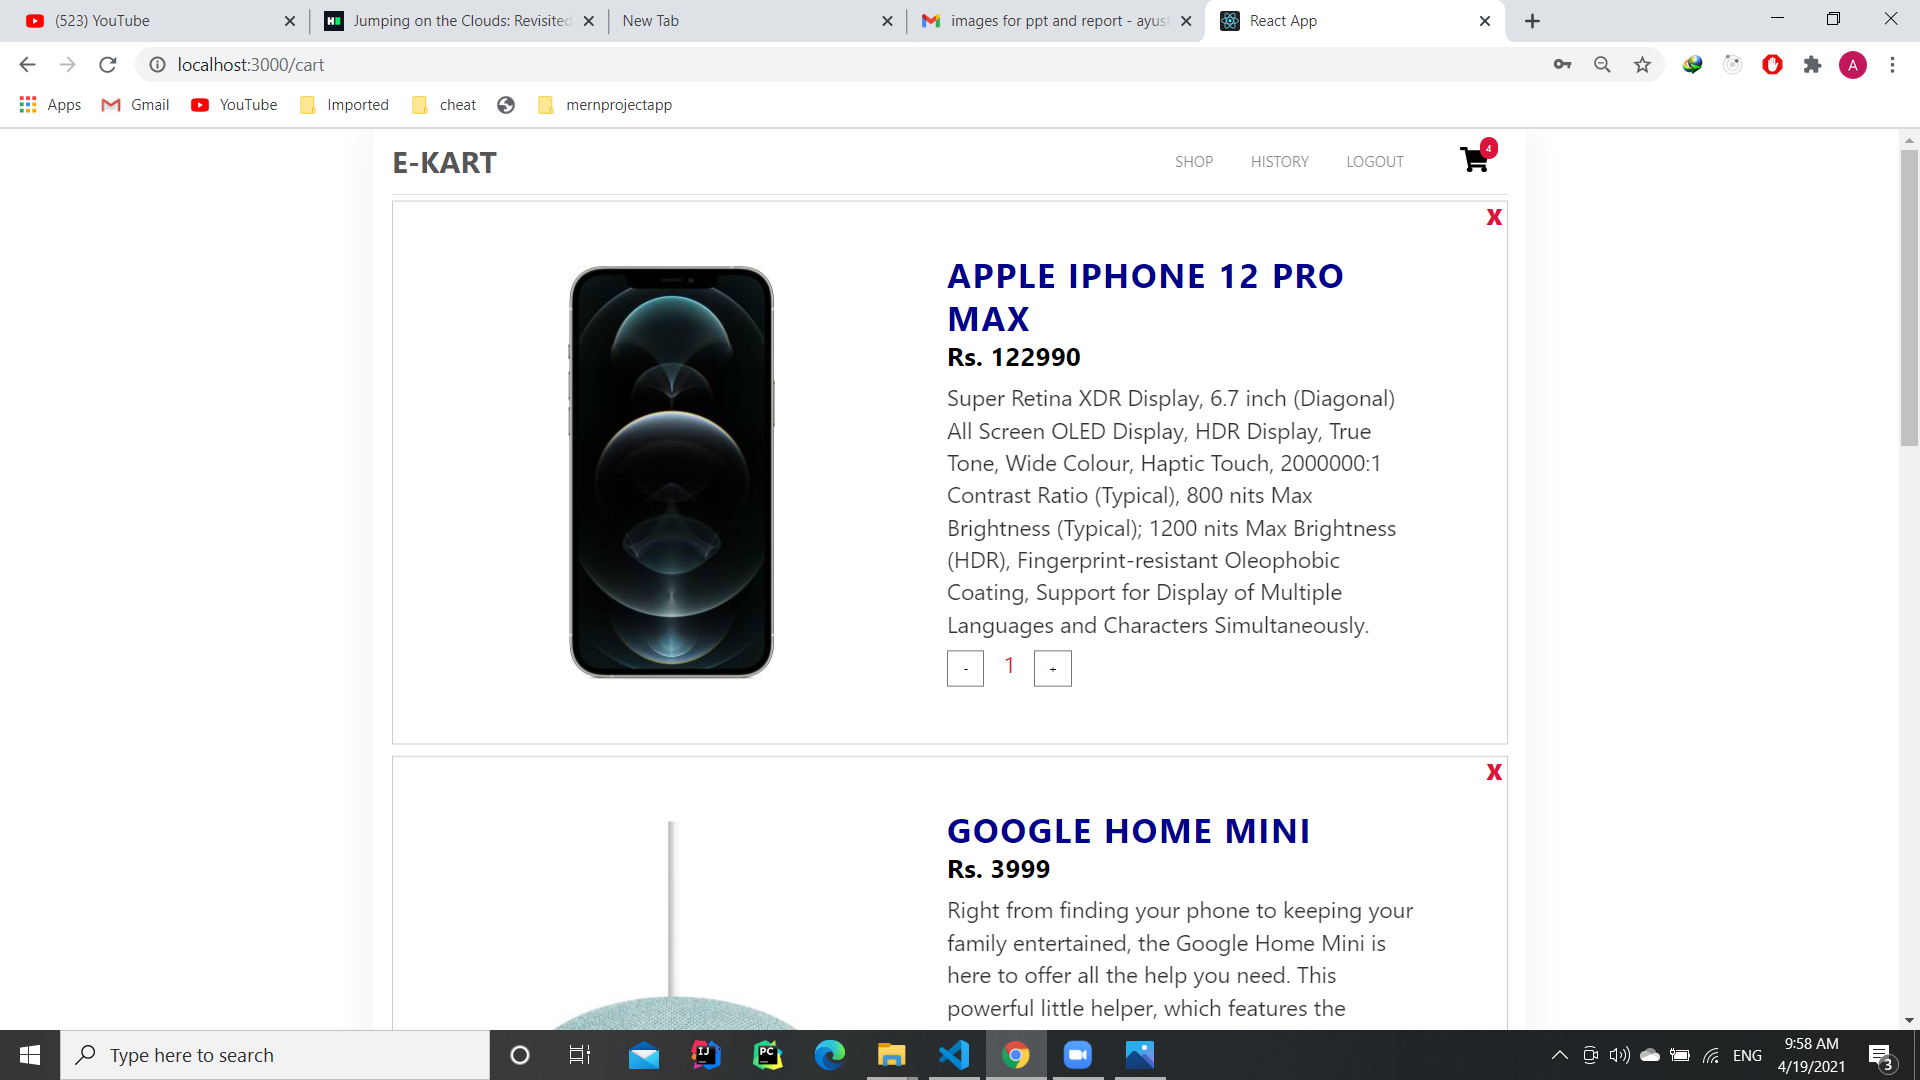 (523) YouTube
Jumping on the Clouds: Revisited
New Tab
images for ppt and report - ayus
React App
localhost:3000/cart
A
Apps
Gmail
YouTube
Imported
cheat
mernprojectapp
E-KART
SHOP
HISTORY
LOGOUT
4
X
APPLE IPHONE 12 PRO
MAX
Rs. 122990
Super Retina XDR Display, 6.7 inch (Diagonal)
All Screen OLED Display, HDR Display, True
Tone, Wide Colour, Haptic Touch, 2000000:1
Contrast Ratio (Typical), 800 nits Max
Brightness (Typical); 1200 nits Max Brightness
(HDR), Fingerprint-resistant Oleophobic
Coating, Support for Display of Multiple
Languages and Characters Simultaneously.
- 1 +
X
GOOGLE HOME MINI
Rs. 3999
Right from finding your phone to keeping your
family entertained, the Google Home Mini is
here to offer all the help you need. This
powerful little helper, which features the
Type here to search
IJ
PC
ENG
9:58 AM
4/19/2021
3